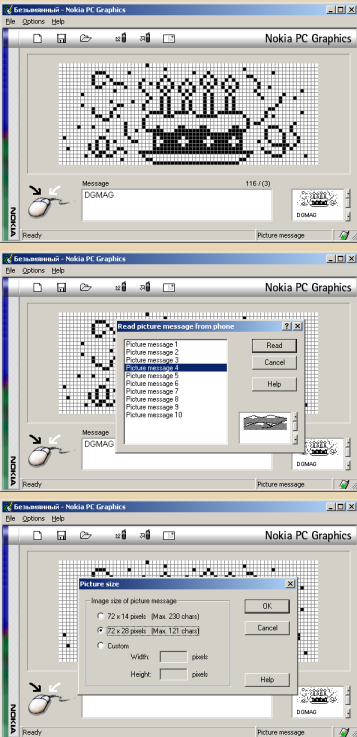 Безымянный - Nokia PC Graphics
File Options Help
Nokia PC Graphics
Message 116 / (3)
DGMAG
DGMAG
NOKIA
Ready Picture message
Безымянный - Nokia PC Graphics
File Options Help
Nokia PC Graphics
Read picture message from phone
Picture message 1
Picture message 2
Picture message 3
Picture message 4
Picture message 5
Picture message 6
Picture message 7
Picture message 8
Picture message 9
Picture message 10
Read
Cancel
Help
Message
DGMAG
DGMAG
NOKIA
Ready Picture message
Безымянный - Nokia PC Graphics
File Options Help
Nokia PC Graphics
Picture size
Image size of picture message
72 x 14 pixels (Max. 230 chars)
72 x 28 pixels (Max. 121 chars)
Custom
Width: pixels
Height: pixels
OK
Cancel
Help
DGMAG
NOKIA
Ready Picture message